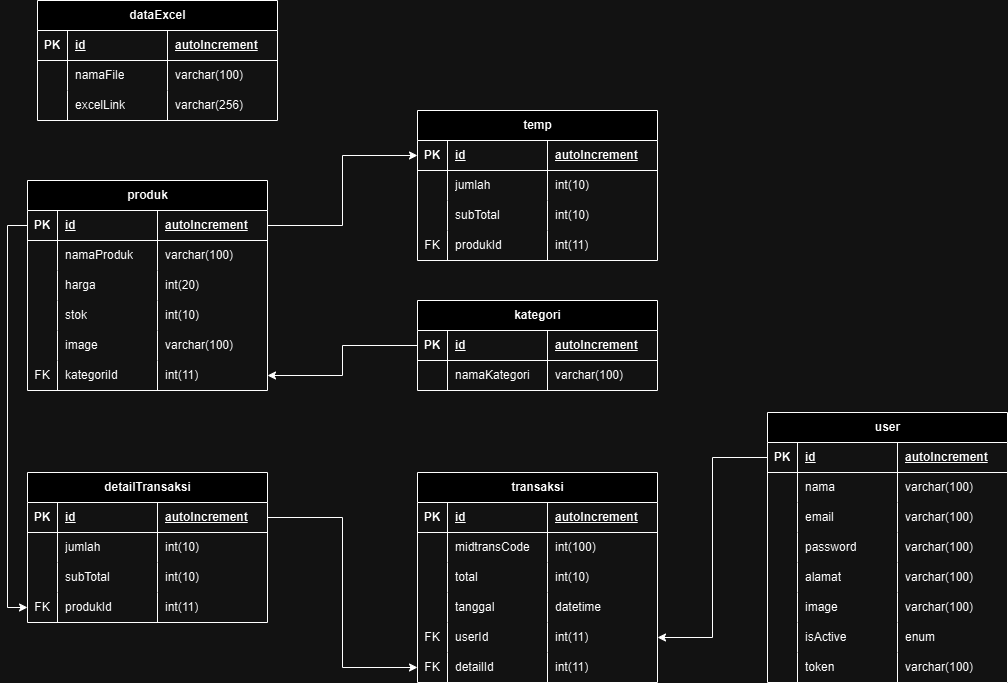 dataExcel
PK id autoIncrement
namaFile varchar(100)
excelLink varchar(256)
temp
PK id autoIncrement
jumlah int(10)
subTotal int(10)
FK produkId int(11)
produk
PK id autoIncrement
namaProduk varchar(100)
harga int(20)
stok int(10)
image varchar(100)
FK kategoriId int(11)
kategori
PK id autoIncrement
namaKategori varchar(100)
detailTransaksi
PK id autoIncrement
jumlah int(10)
subTotal int(10)
FK produkId int(11)
transaksi
PK id autoIncrement
midtransCode int(100)
total int(10)
tanggal datetime
FK userId int(11)
FK detailId int(11)
user
PK id autoIncrement
nama varchar(100)
email varchar(100)
password varchar(100)
alamat varchar(100)
image varchar(100)
isActive enum
token varchar(100)